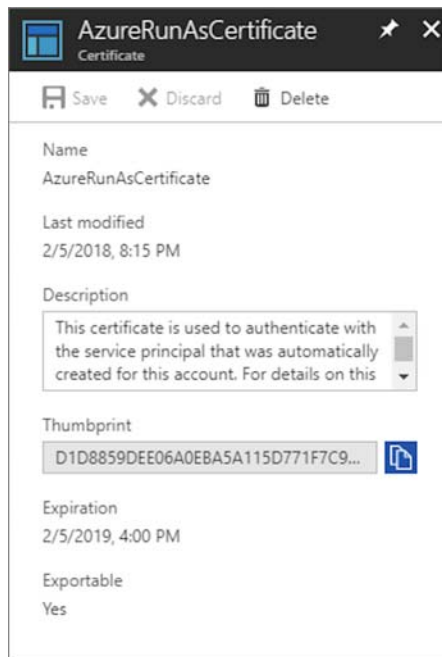 AzureRunAsCertificate
Certificate
Save Discard Delete
Name
AzureRunAsCertificate
Last modified
2/5/2018, 8:15 PM
Description
This certificate is used to authenticate with
the service principal that was automatically
created for this account. For details on this
Thumbprint
D1D8859DEE06A0EBA5A115D771F7C9...
Expiration
2/5/2019, 4:00 PM
Exportable
Yes